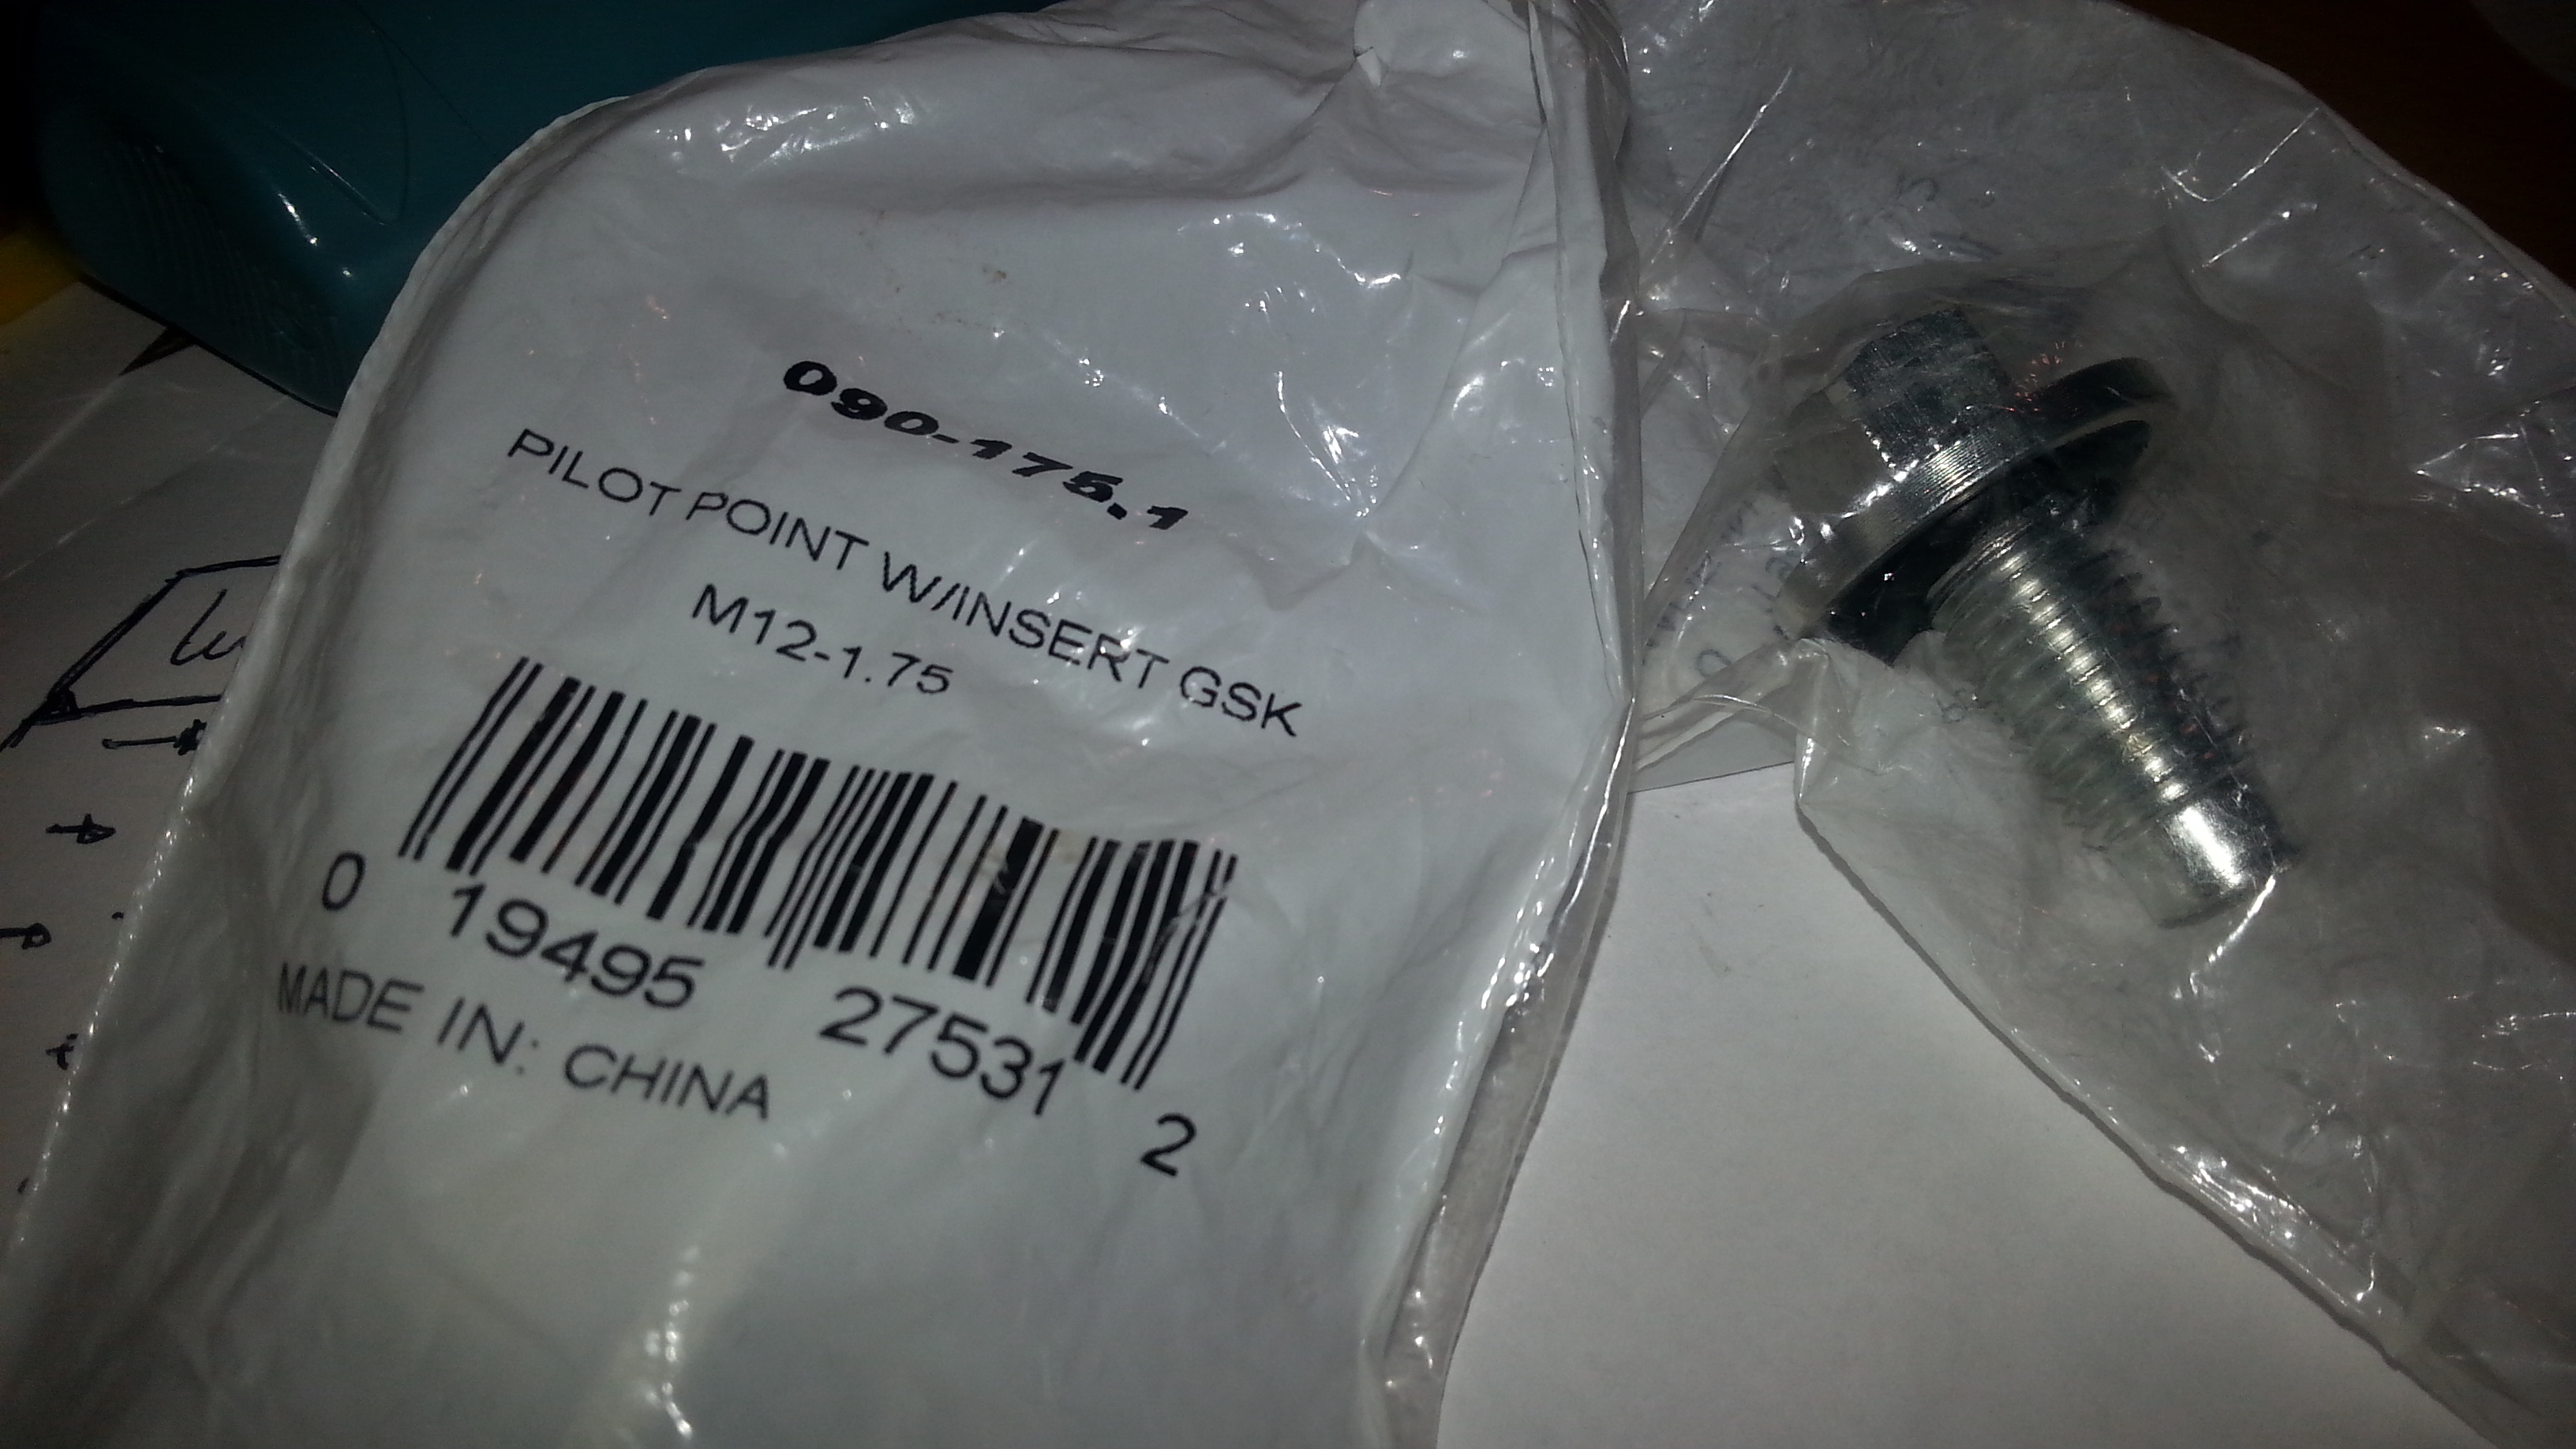 090-175.1
PILOT POINT W/INSERT GSK
M12-1.75
0 19495 27531 2
MADE IN: CHINA